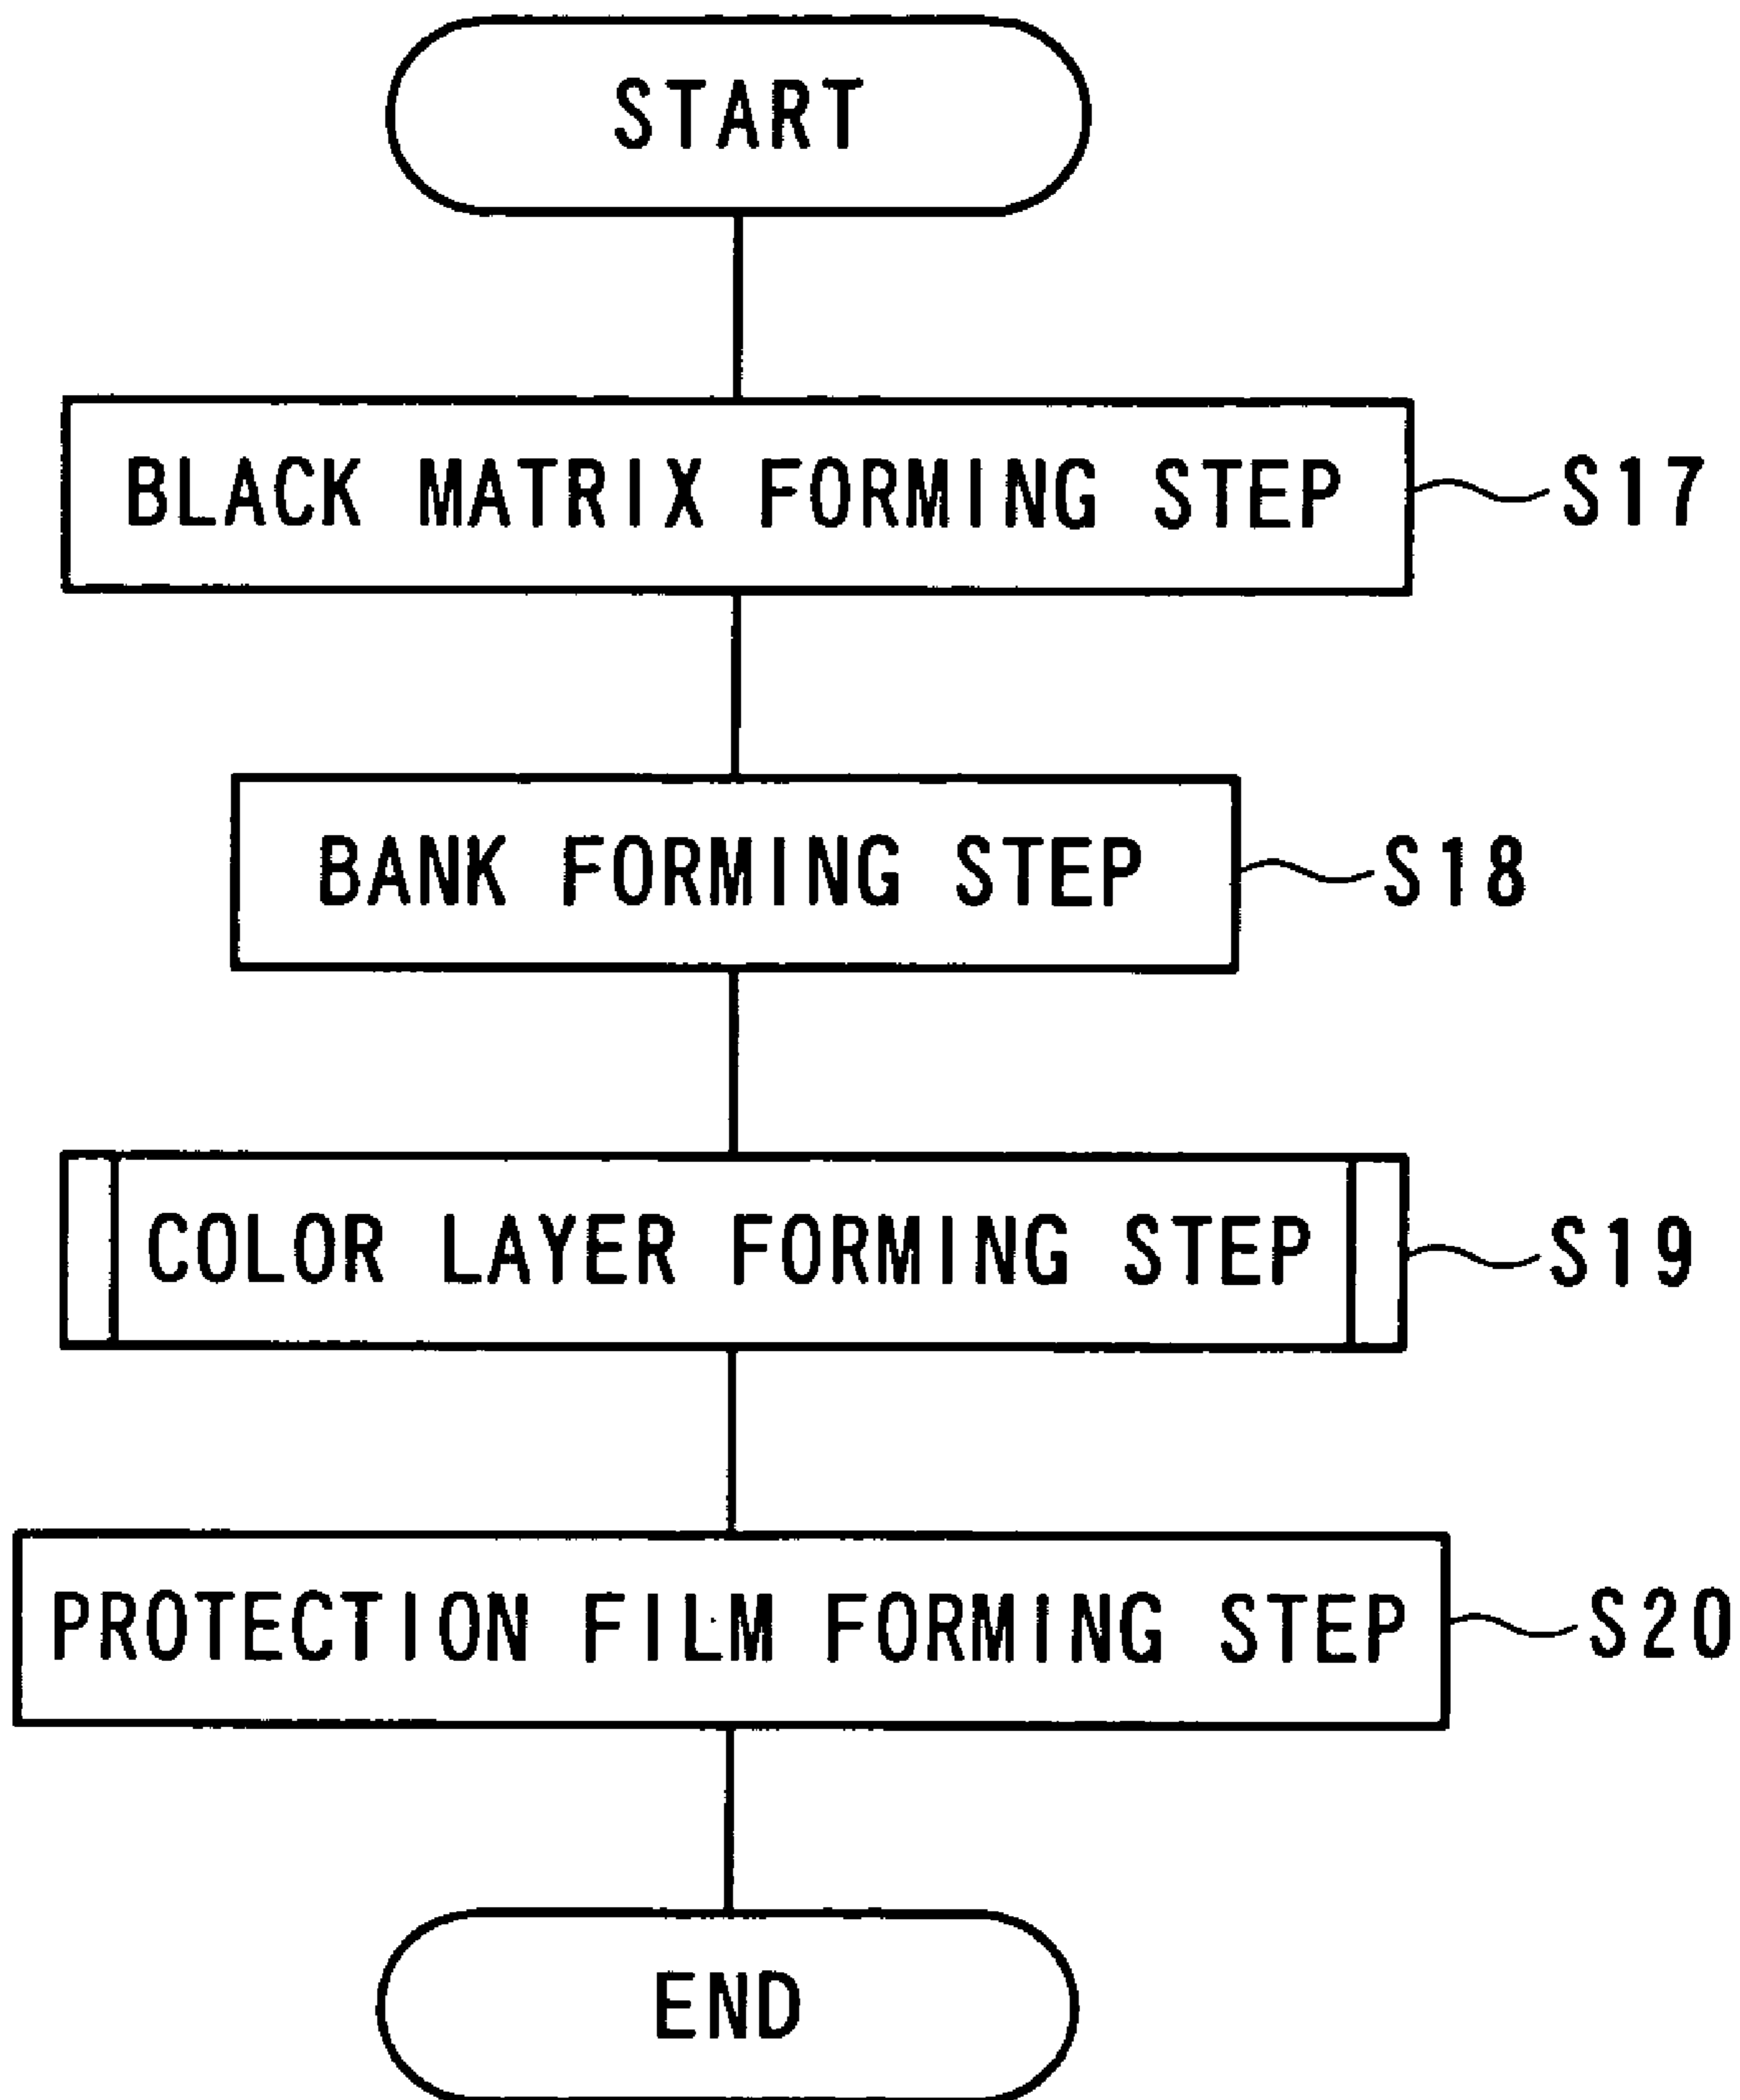 START
BLACK MATRIX FORMING STEP S17
BANK FORMING STEP S18
COLOR LAYER FORMING STEP S19
PROTECTION FILM FORMING STEP S20
END